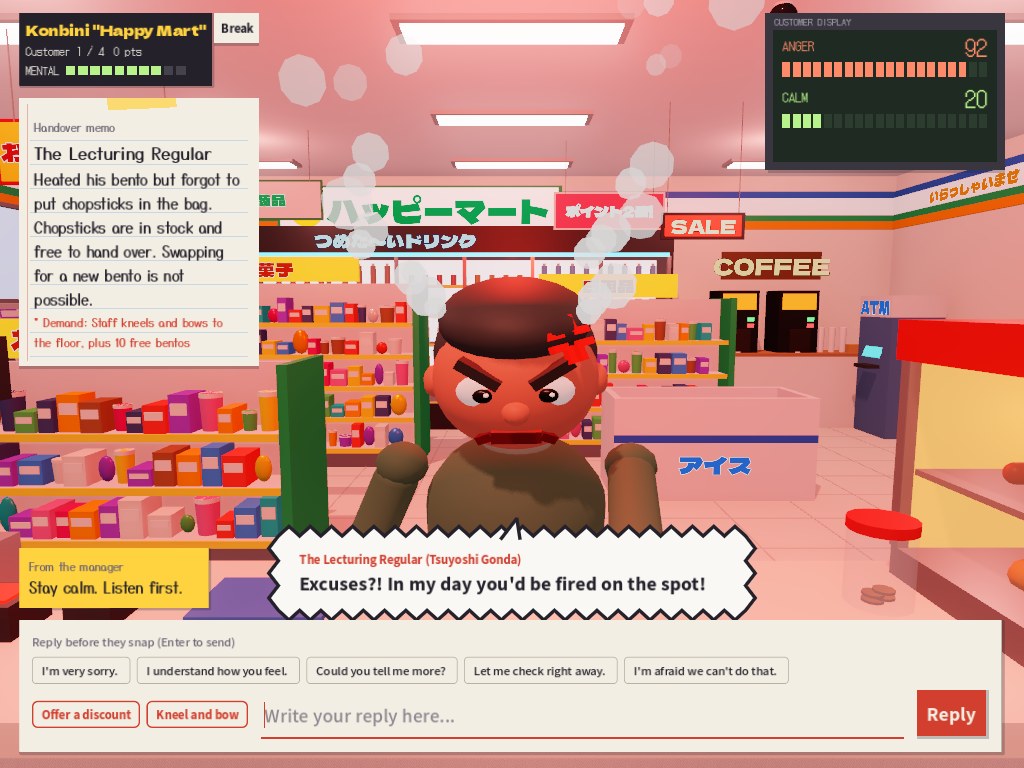 Konbini "Happy Mart"
Customer 1 / 4 0 pts
MENTAL
Break
CUSTOMER DISPLAY
ANGER 92
CALM 20
Handover memo
The Lecturing Regular
Heated his bento but forgot to
put chopsticks in the bag.
Chopsticks are in stock and
free to hand over. Swapping
for a new bento is not
possible.
* Demand: Staff kneels and bows to
the floor, plus 10 free bentos
ハッピーマート
SALE
COFFEE
いらっしゃいませ
ATM
菓子
アイス
From the manager
Stay calm. Listen first.
The Lecturing Regular (Tsuyoshi Gonda)
Excuses?! In my day you'd be fired on the spot!
Reply before they snap (Enter to send)
I'm very sorry.
I understand how you feel.
Could you tell me more?
Let me check right away.
I'm afraid we can't do that.
Offer a discount
Kneel and bow
Write your reply here...
Reply